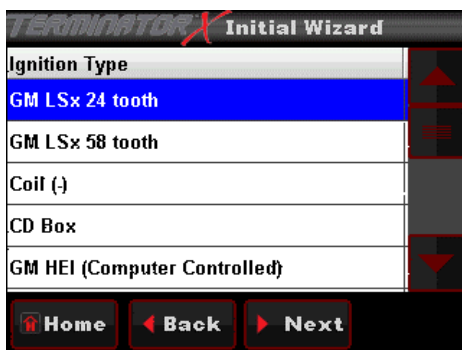 TERMINATOR X Initial Wizard
Ignition Type
GM LSx 24 tooth
GM LSx 58 tooth
Coil (-)
CD Box
GM HEI (Computer Controlled)
Home Back Next